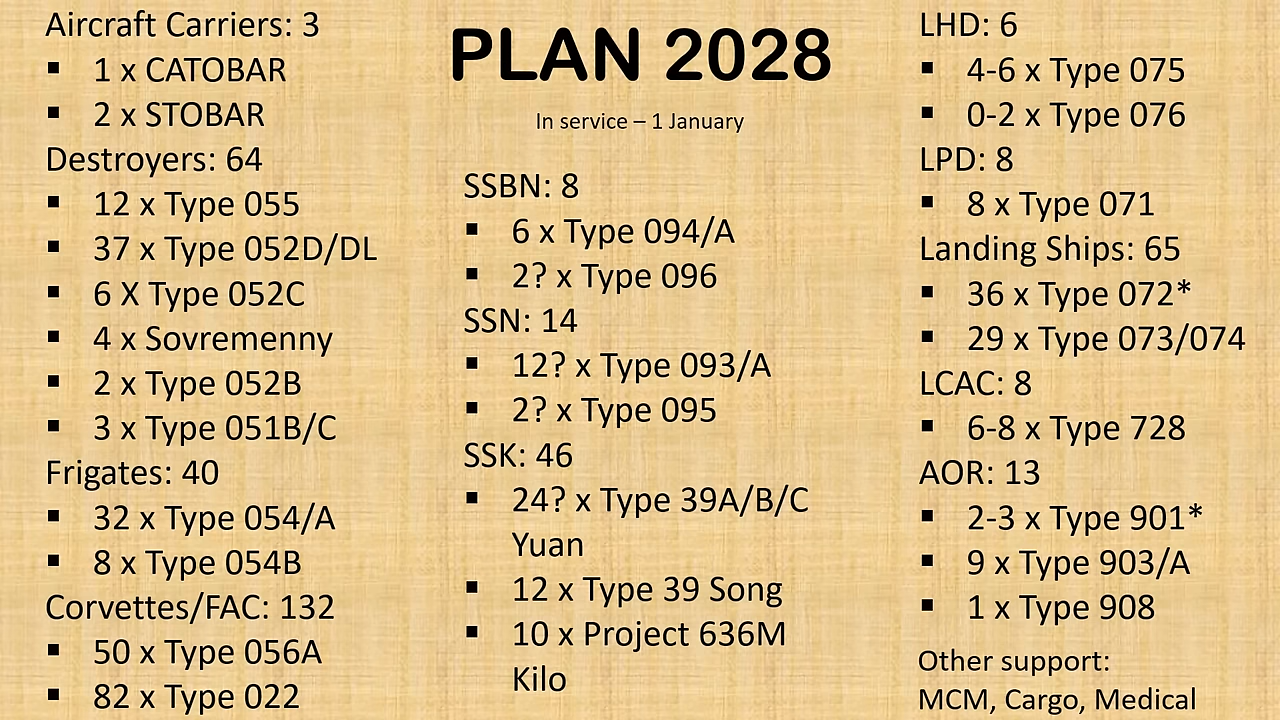 Aircraft Carriers: 3
▪ 1 x CATOBAR
▪ 2 x STOBAR
Destroyers: 64
▪ 12 x Type 055
▪ 37 x Type 052D/DL
▪ 6 X Type 052C
▪ 4 x Sovremenny
▪ 2 x Type 052B
▪ 3 x Type 051B/C
Frigates: 40
▪ 32 x Type 054/A
▪ 8 x Type 054B
Corvettes/FAC: 132
▪ 50 x Type 056A
▪ 82 x Type 022
PLAN 2028
In service – 1 January
SSBN: 8
▪ 6 x Type 094/A
▪ 2? x Type 096
SSN: 14
▪ 12? x Type 093/A
▪ 2? x Type 095
SSK: 46
▪ 24? x Type 39A/B/C
Yuan
▪ 12 x Type 39 Song
▪ 10 x Project 636M
Kilo
LHD: 6
▪ 4-6 x Type 075
▪ 0-2 x Type 076
LPD: 8
▪ 8 x Type 071
Landing Ships: 65
▪ 36 x Type 072*
▪ 29 x Type 073/074
LCAC: 8
▪ 6-8 x Type 728
AOR: 13
▪ 2-3 x Type 901*
▪ 9 x Type 903/A
▪ 1 x Type 908
Other support:
MCM, Cargo, Medical